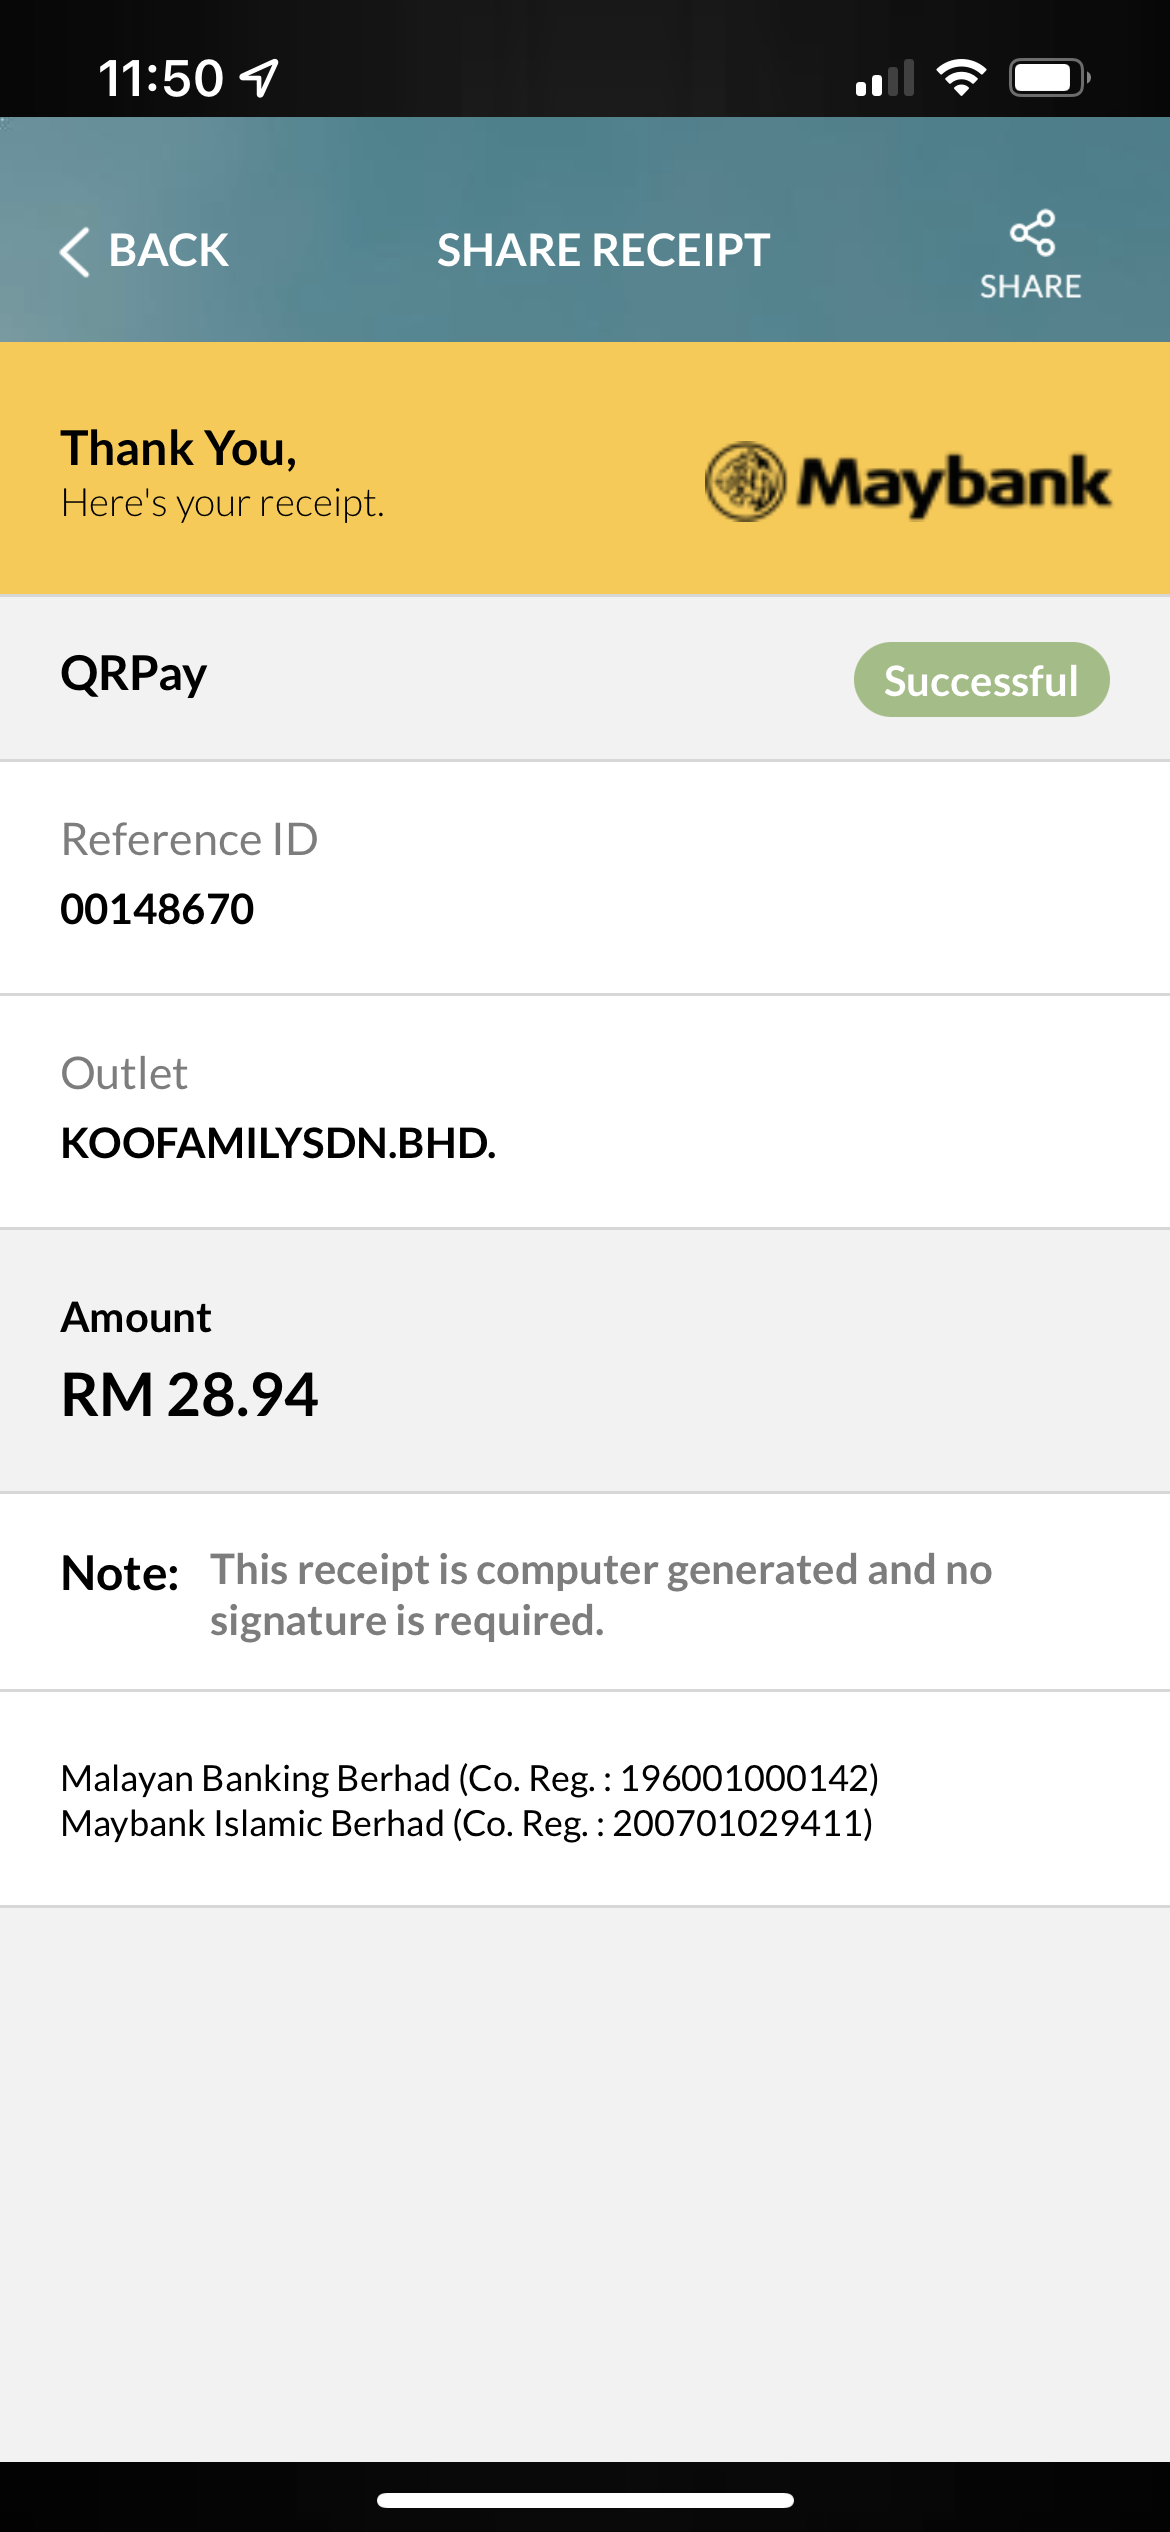 11:50
BACK
SHARE RECEIPT
SHARE
Thank You,
Here's your receipt.
Maybank
QRPay
Successful
Reference ID
00148670
Outlet
KOOFAMILYSDN.BHD.
Amount
RM 28.94
Note: This receipt is computer generated and no
signature is required.
Malayan Banking Berhad (Co. Reg. : 196001000142)
Maybank Islamic Berhad (Co. Reg. : 200701029411)